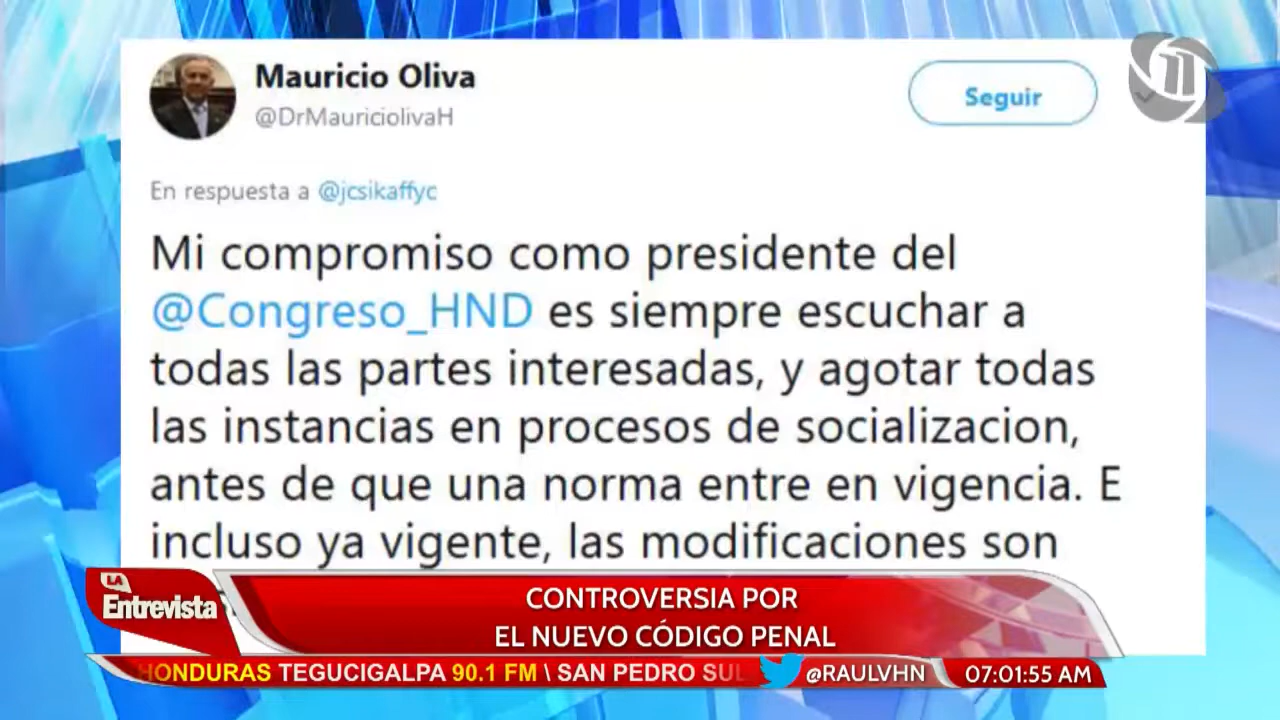 Mauricio Oliva
@DrMauriciolivaH
Seguir
11
En respuesta a @jcsikaffyc
Mi compromiso como presidente del
@Congreso_HND es siempre escuchar a
todas las partes interesadas, y agotar todas
las instancias en procesos de socializacion,
antes de que una norma entre en vigencia. E
incluso ya vigente, las modificaciones son
LA
Entrevista
CONTROVERSIA POR
EL NUEVO CÓDIGO PENAL
HONDURAS TEGUCIGALPA 90.1 FM \ SAN PEDRO SUL
@RAULVHN
07:01:55 AM